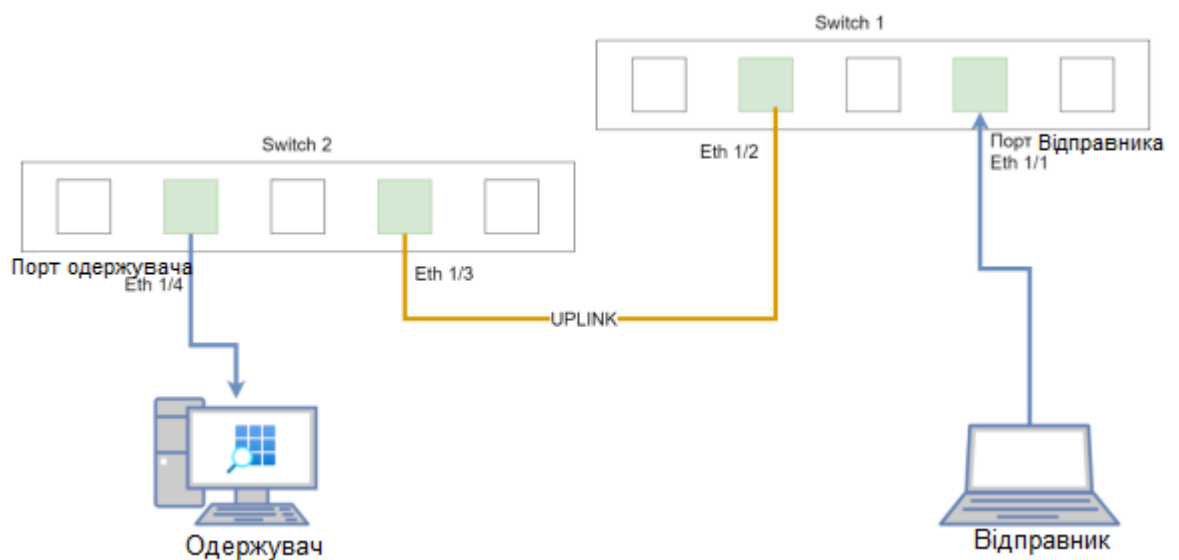 Switch 1
Switch 2
Eth 1/2
Порт Відправника
Eth 1/1
Порт одержувача
Eth 1/4
Eth 1/3
UPLINK
Одержувач
Відправник